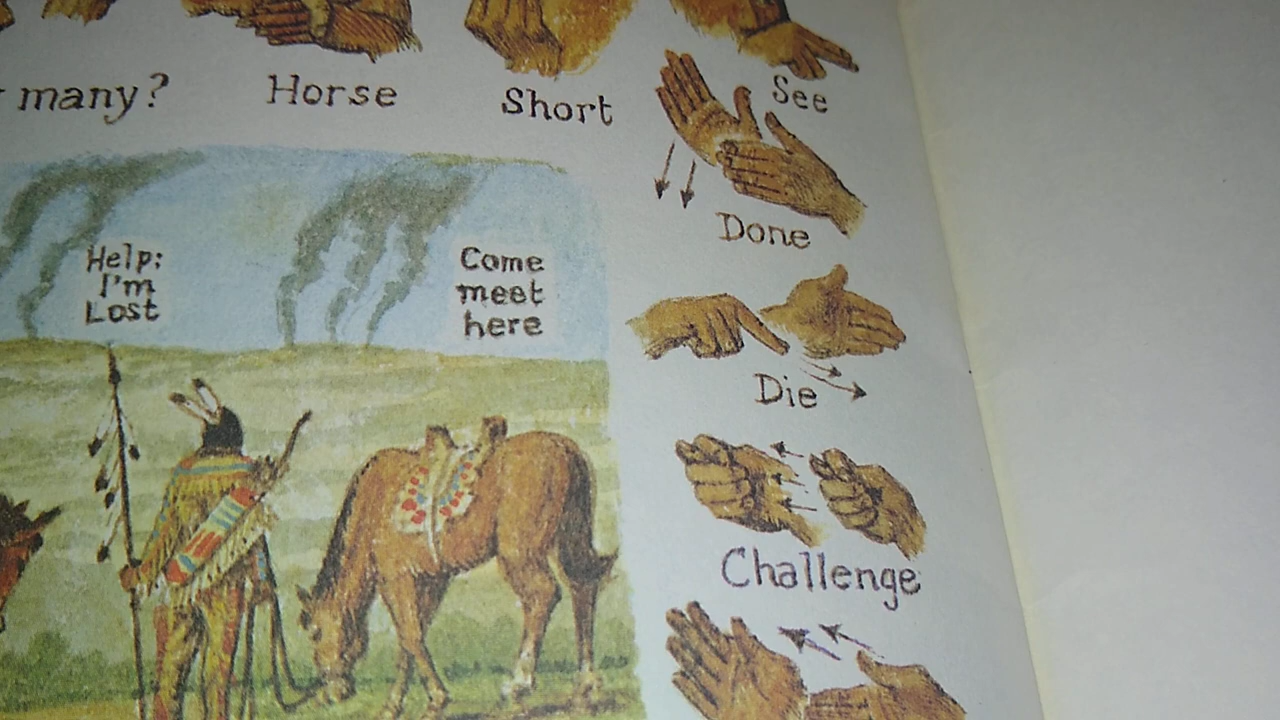 many?
Horse
Short
See
Done
Help:
I'm
Lost
Come
meet
here
Die
Challenge